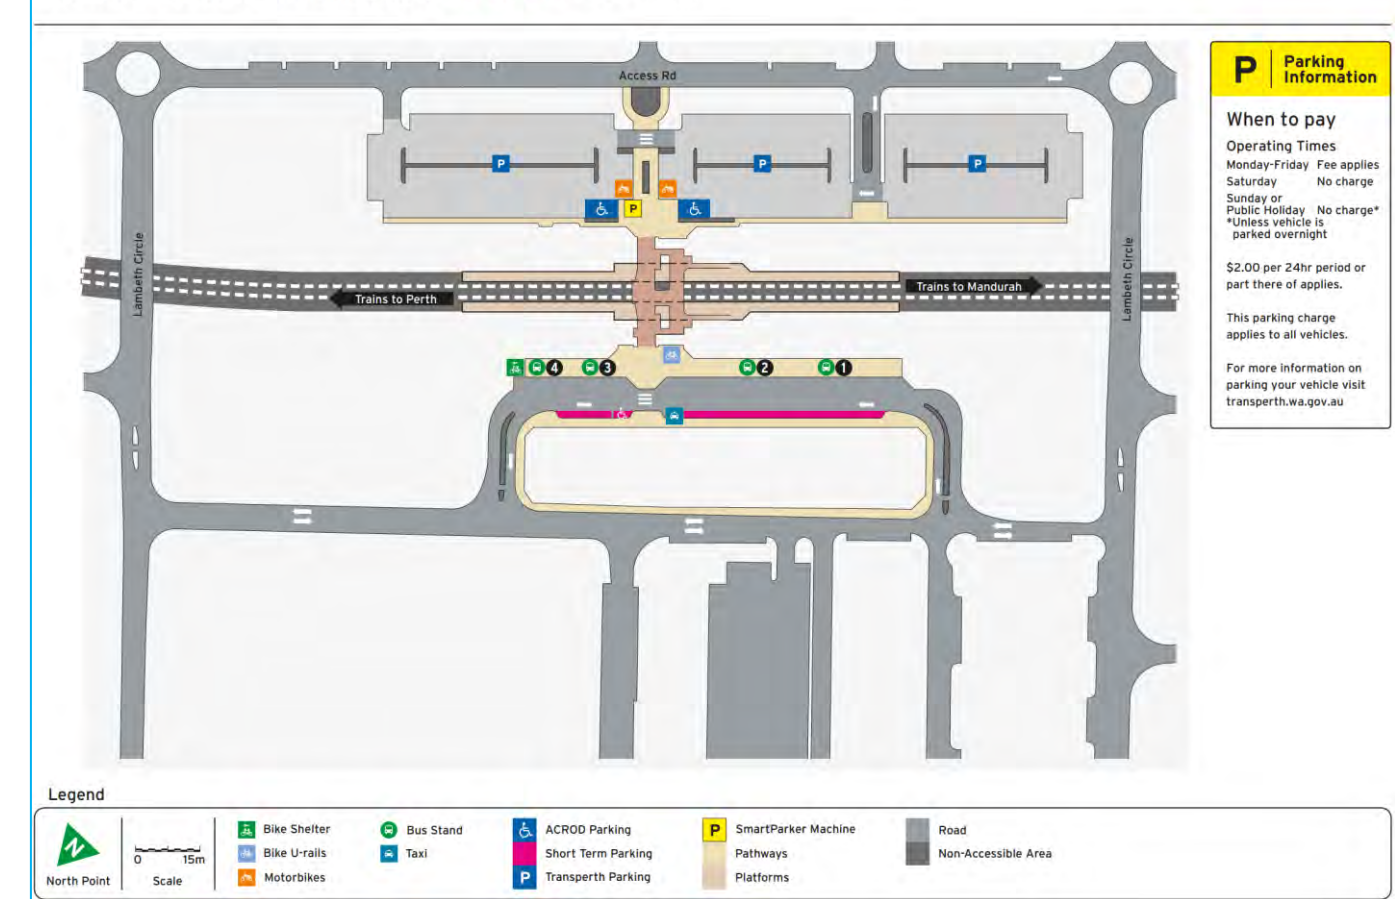 Access Rd
P
P
P
P
Lambeth Circle
Lambeth Circle
Trains to Perth
Trains to Mandurah
4
3
2
1
P
Parking
Information
When to pay
Operating Times
Monday-Friday Fee applies
Saturday No charge
Sunday or
Public Holiday No charge*
*Unless vehicle is
parked overnight
$2.00 per 24hr period or
part there of applies.
This parking charge
applies to all vehicles.
For more information on
parking your vehicle visit
transperth.wa.gov.au
Legend
N
North Point
0 15m
Scale
Bike Shelter
Bike U-rails
Motorbikes
Bus Stand
Taxi
ACROD Parking
Short Term Parking
P Transperth Parking
P SmartParker Machine
Pathways
Platforms
Road
Non-Accessible Area